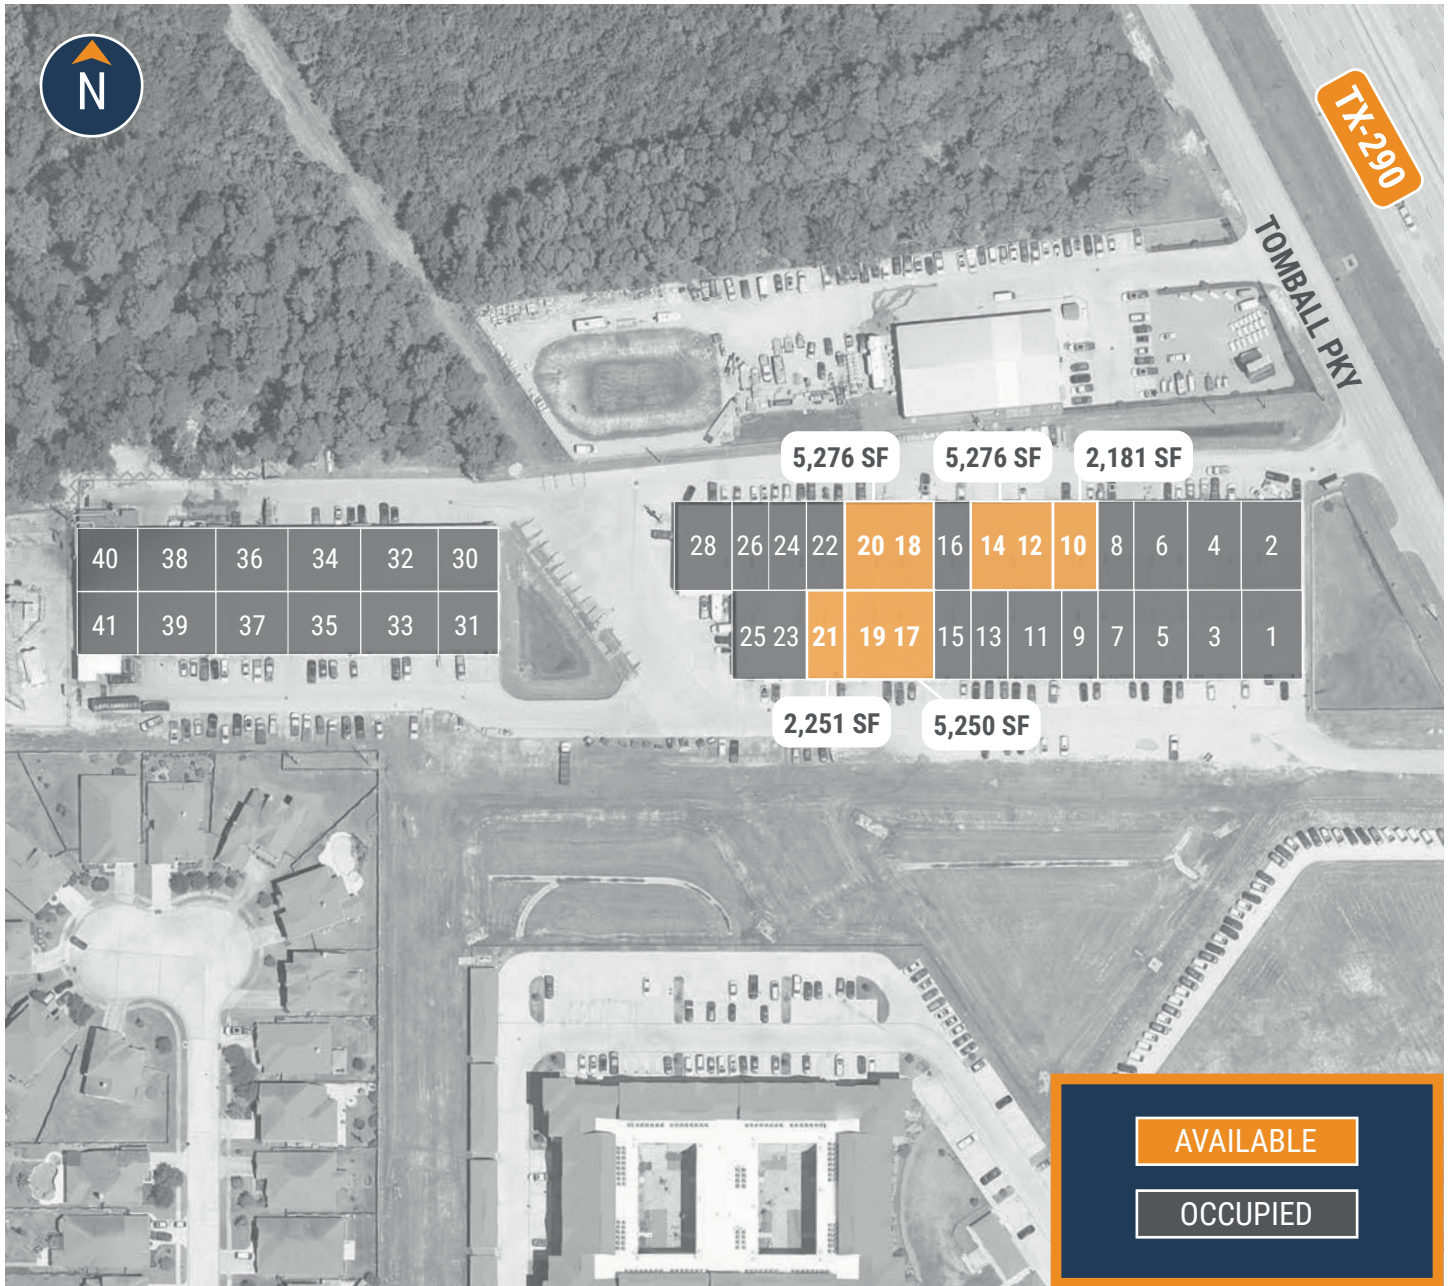 N
TX-290
TOMBALL PKY
5,276 SF
5,276 SF
2,181 SF
28 26 24 22 20 18 16 14 12 10 8 6 4 2
25 23 21 19 17 15 13 11 9 7 5 3 1
40 38 36 34 32 30
41 39 37 35 33 31
2,251 SF
5,250 SF
AVAILABLE
OCCUPIED